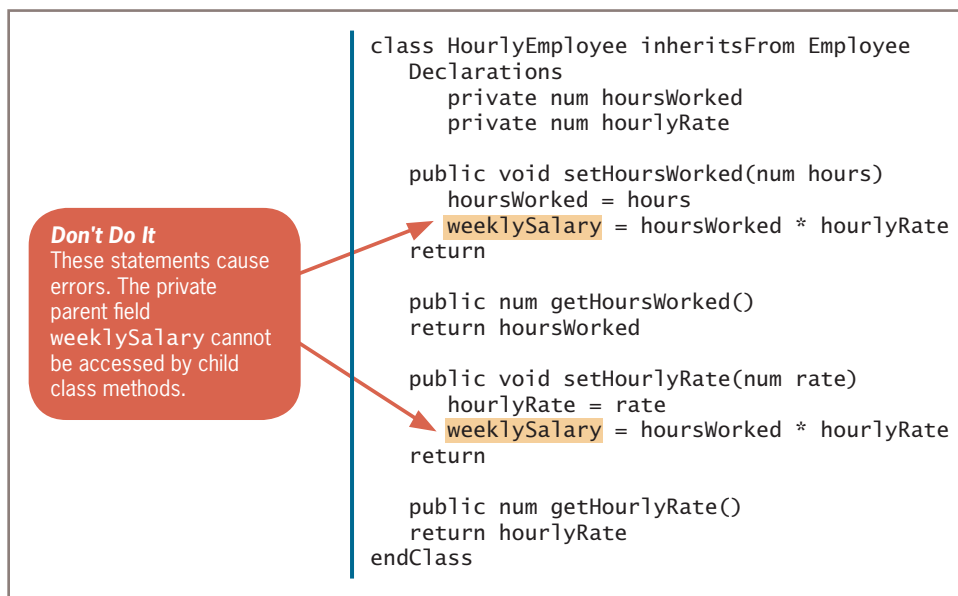 class HourlyEmployee inheritsFrom Employee
Declarations
private num hoursWorked
private num hourlyRate
public void setHoursWorked(num hours)
hoursWorked = hours
weeklySalary = hoursWorked * hourlyRate
return
public num getHoursWorked()
return hoursWorked
public void setHourlyRate(num rate)
hourlyRate = rate
weeklySalary = hoursWorked * hourlyRate
return
public num getHourlyRate()
return hourlyRate
endClass
Don't Do It
These statements cause
errors. The private
parent field
weeklySalary cannot
be accessed by child
class methods.